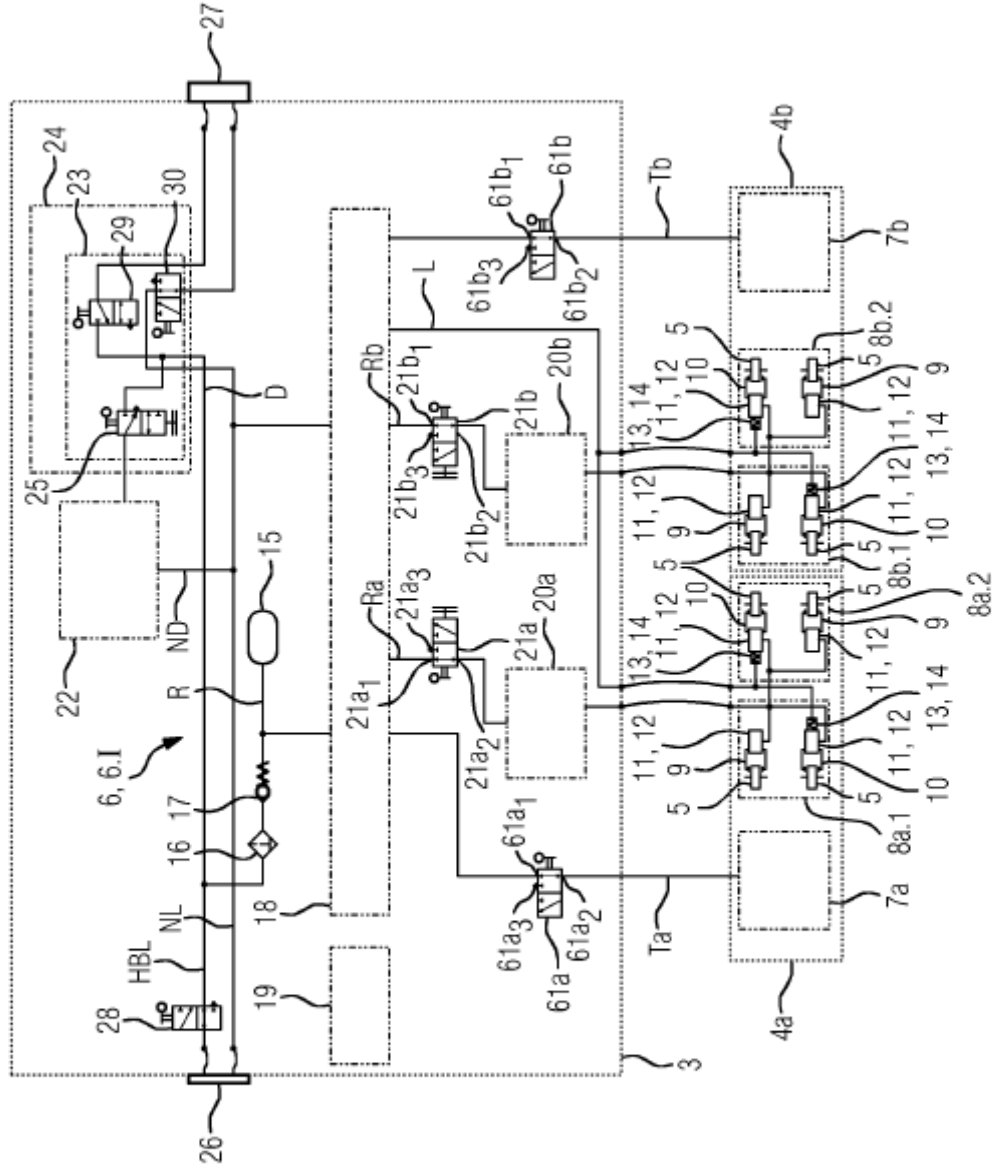 27
24
23
29
30
25
22
ND
D
R
6, 6.I
15
17
16
NL
HBL
28
26
18
19
3
L
Ra
Rb
21a₁
21a₃
21a
21a₂
20a
21b₁
21b
21b₃
21b₂
20b
61b₁
61b
61b₃
61b₂
Tb
61a₁
61a₃
61a₂
61a
Ta
4b
7b
4a
7a
8a.1
8a.2
8b.1
8b.2
5
9
11, 12
5
10
11, 12
13, 14
13, 14
11, 12
10
5
11, 12
9
5
5
9
11, 12
5
10
11, 12
13, 14
13, 14
11, 12
10
5
11, 12
9
5